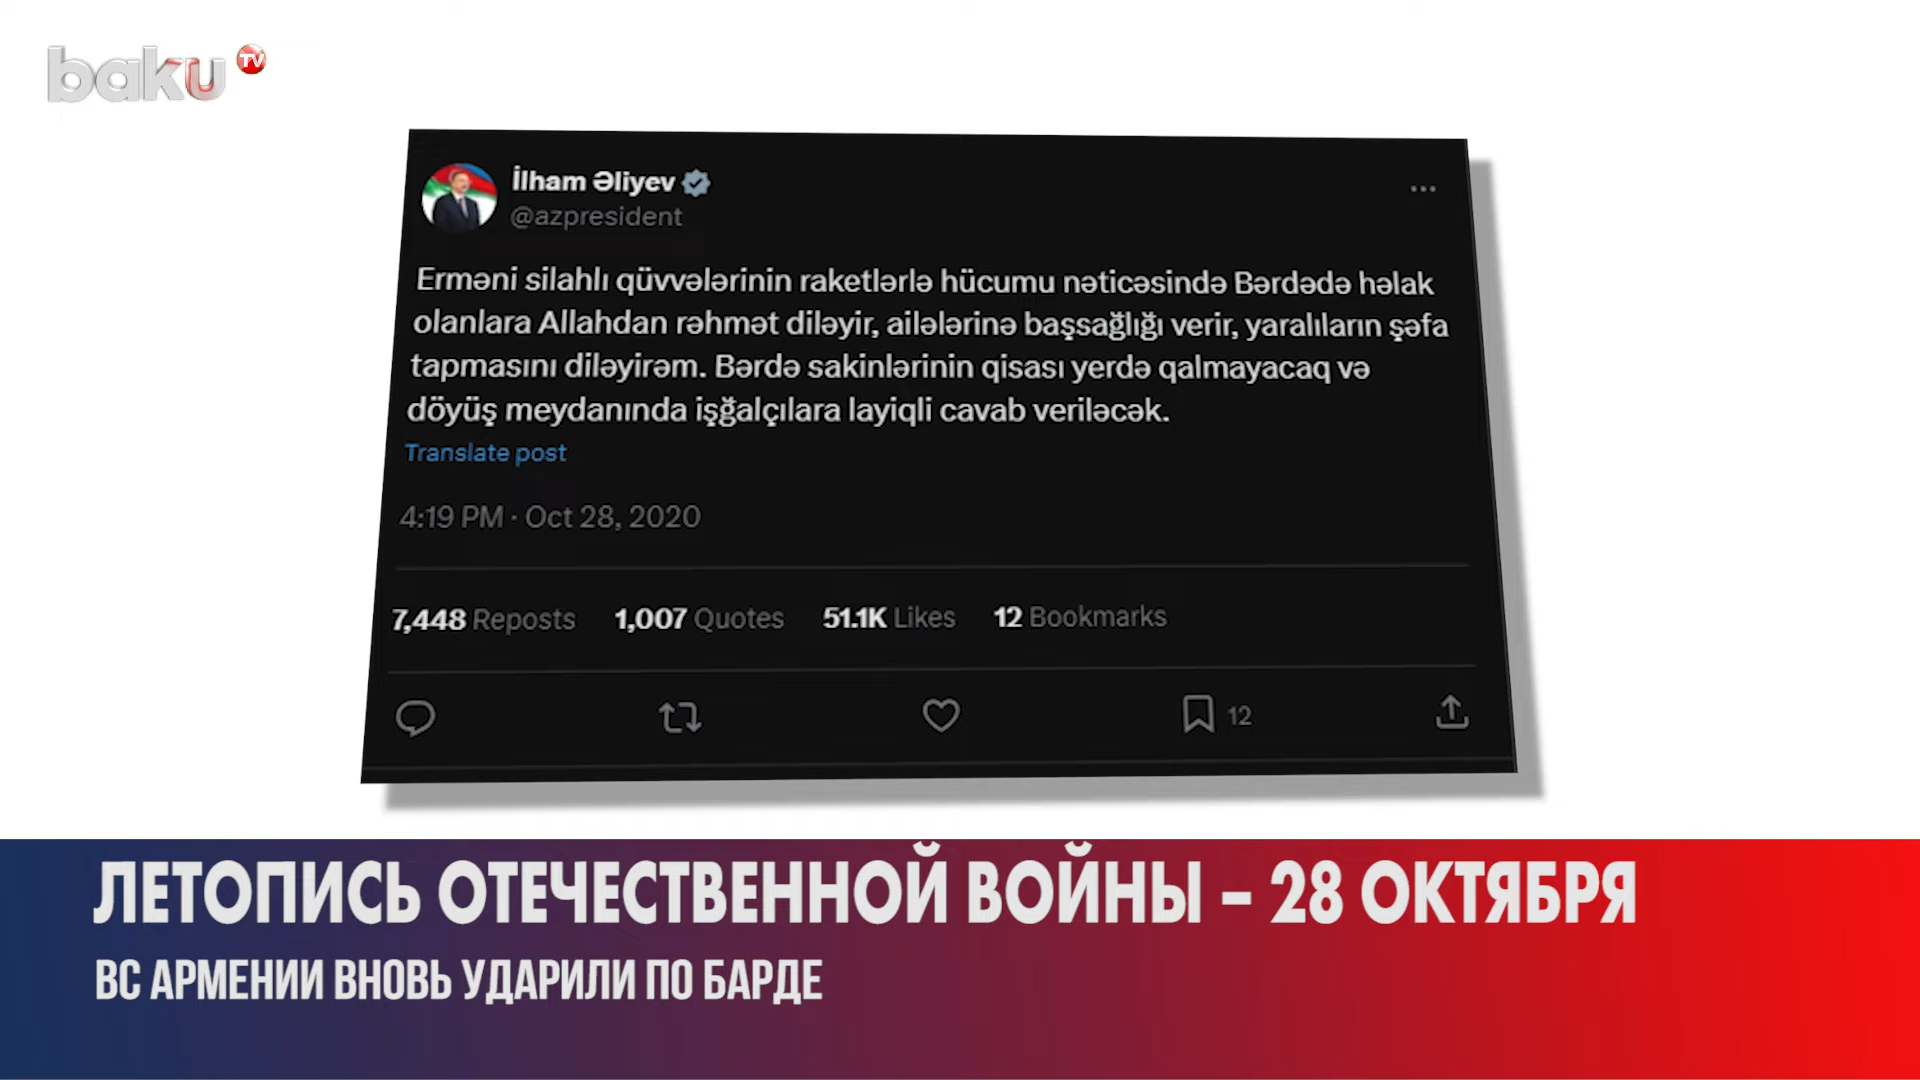 baku TV
İlham Əliyev
@azpresident
Erməni silahlı qüvvələrinin raketlərlə hücumu nəticəsində Bərdədə həlak
olanlara Allahdan rəhmət diləyir, ailələrinə başsağlığı verir, yaralıların şəfa
tapmasını diləyirəm. Bərdə sakinlərinin qisası yerdə qalmayacaq və
döyüş meydanında işğalçılara layiqli cavab veriləcək.
Translate post
4:19 PM · Oct 28, 2020
7,448 Reposts 1,007 Quotes 51.1K Likes 12 Bookmarks
12
ЛЕТОПИСЬ ОТЕЧЕСТВЕННОЙ ВОЙНЫ – 28 ОКТЯБРЯ
ВС АРМЕНИИ ВНОВЬ УДАРИЛИ ПО БАРДЕ